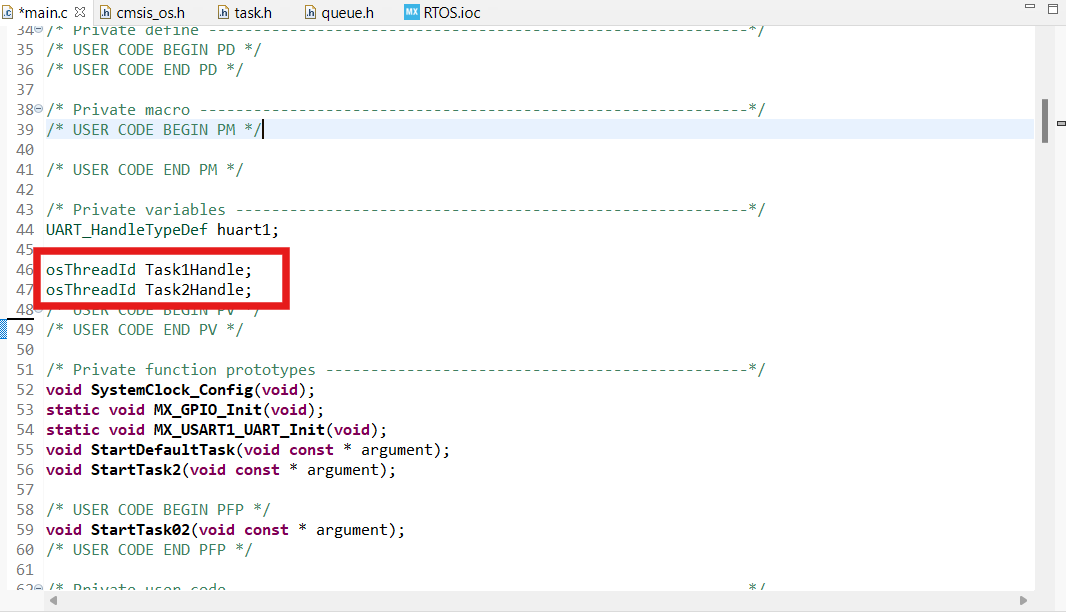 *main.c cmsis_os.h task.h queue.h MX RTOS.ioc
34 /* Private define ------------------------------------------------------------*/
35 /* USER CODE BEGIN PD */
36 /* USER CODE END PD */
37
38 /* Private macro -------------------------------------------------------------*/
39 /* USER CODE BEGIN PM */
40
41 /* USER CODE END PM */
42
43 /* Private variables ---------------------------------------------------------*/
44 UART_HandleTypeDef huart1;
45
46 osThreadId Task1Handle;
47 osThreadId Task2Handle;
48 /* USER CODE BEGIN PV */
49 /* USER CODE END PV */
50
51 /* Private function prototypes -----------------------------------------------*/
52 void SystemClock_Config(void);
53 static void MX_GPIO_Init(void);
54 static void MX_USART1_UART_Init(void);
55 void StartDefaultTask(void const * argument);
56 void StartTask2(void const * argument);
57
58 /* USER CODE BEGIN PFP */
59 void StartTask02(void const * argument);
60 /* USER CODE END PFP */
61
62 /* Private user code ---------------------------------------------------------*/